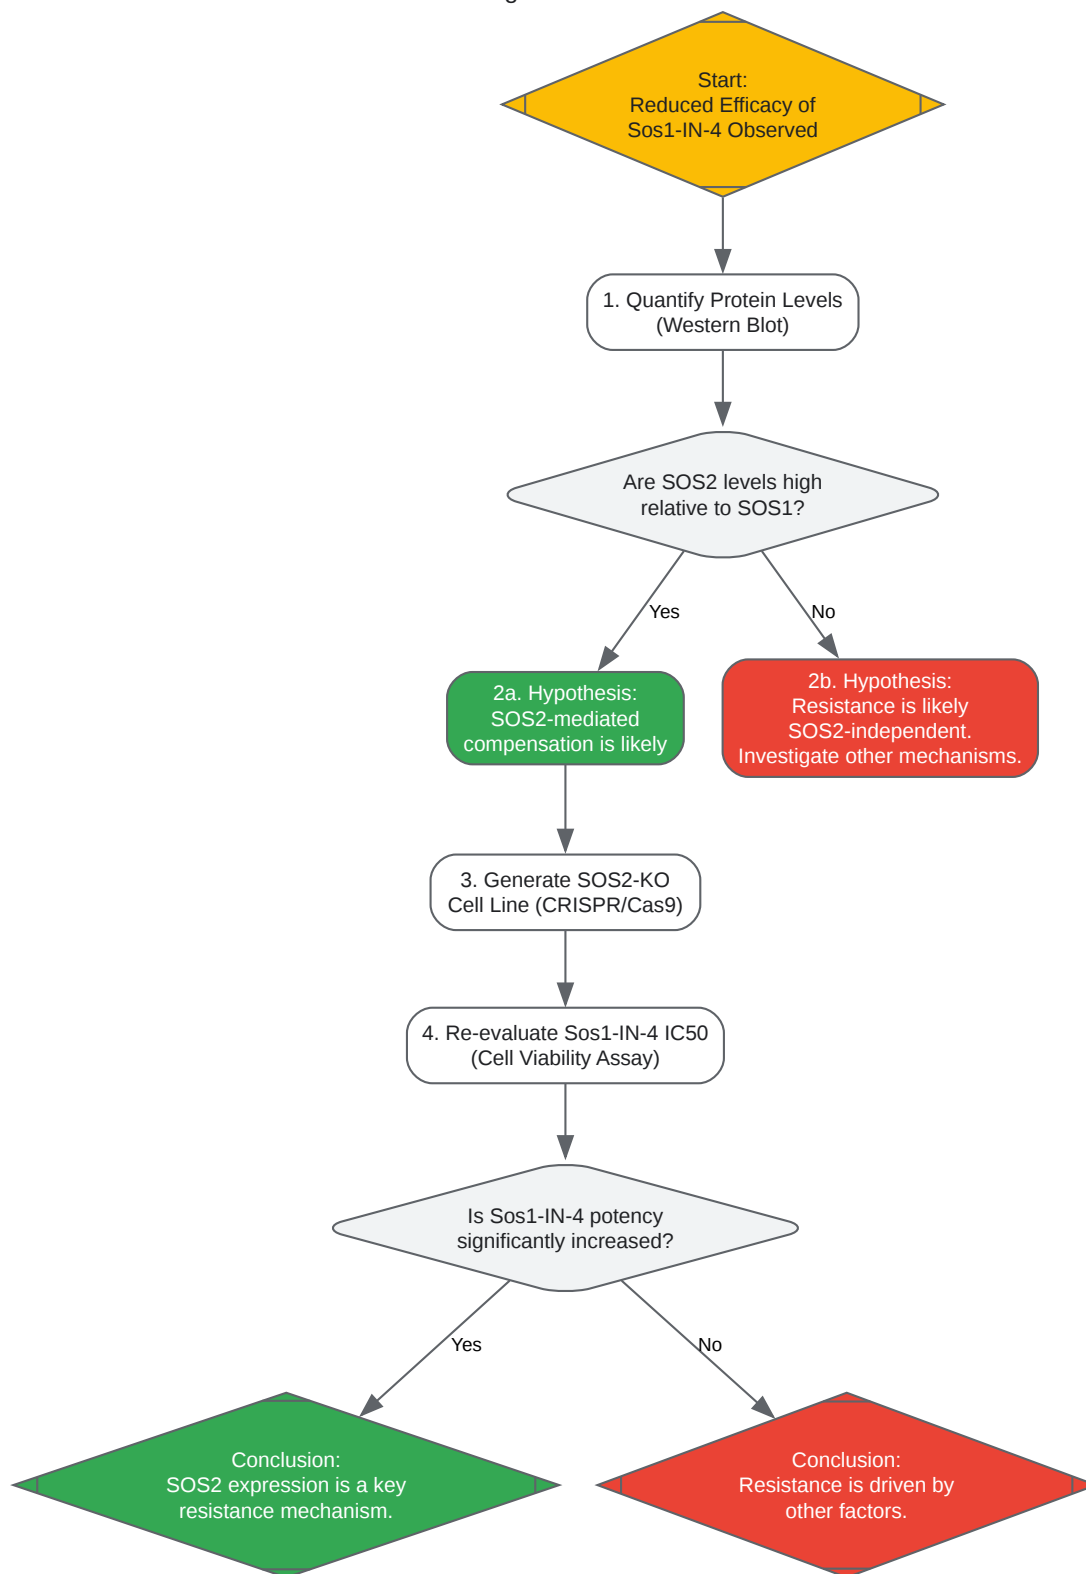 Start:
Reduced Efficacy of
Sos1-IN-4 Observed
1. Quantify Protein Levels
(Western Blot)
Are SOS2 levels high
relative to SOS1?
Yes
No
2a. Hypothesis:
SOS2-mediated
compensation is likely
2b. Hypothesis:
Resistance is likely
SOS2-independent.
Investigate other mechanisms.
3. Generate SOS2-KO
Cell Line (CRISPR/Cas9)
4. Re-evaluate Sos1-IN-4 IC50
(Cell Viability Assay)
Is Sos1-IN-4 potency
significantly increased?
Yes
No
Conclusion:
SOS2 expression is a key
resistance mechanism.
Conclusion:
Resistance is driven by
other factors.